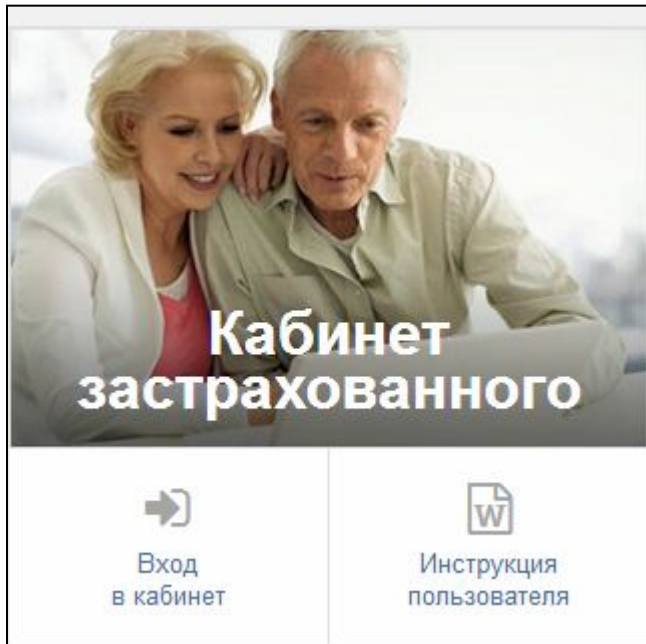 Кабинет
застрахованного
Вход
в кабинет
W
Инструкция
пользователя